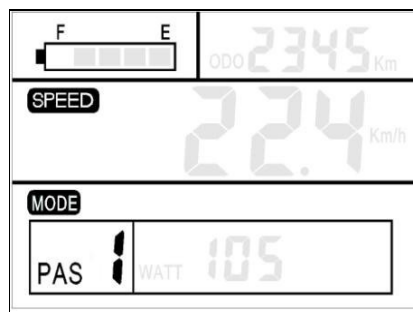 F E
ODO 2345 Km
SPEED
22.4 Km/h
MODE
PAS 1 WATT 105